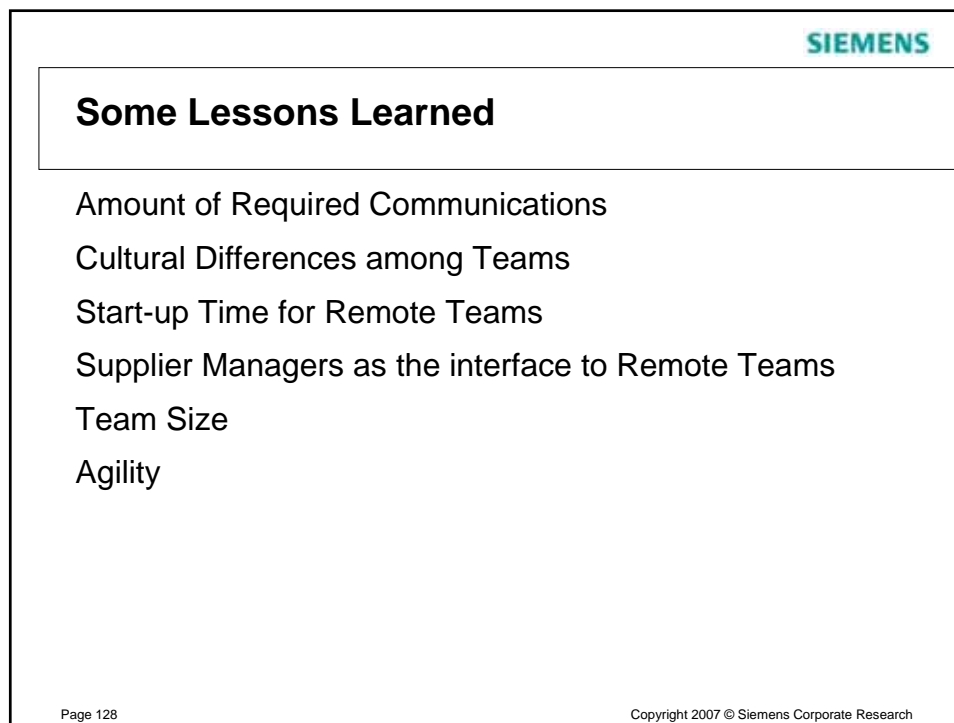 SIEMENS
Some Lessons Learned
Amount of Required Communications
Cultural Differences among Teams
Start-up Time for Remote Teams
Supplier Managers as the interface to Remote Teams
Team Size
Agility
Page 128
Copyright 2007 © Siemens Corporate Research